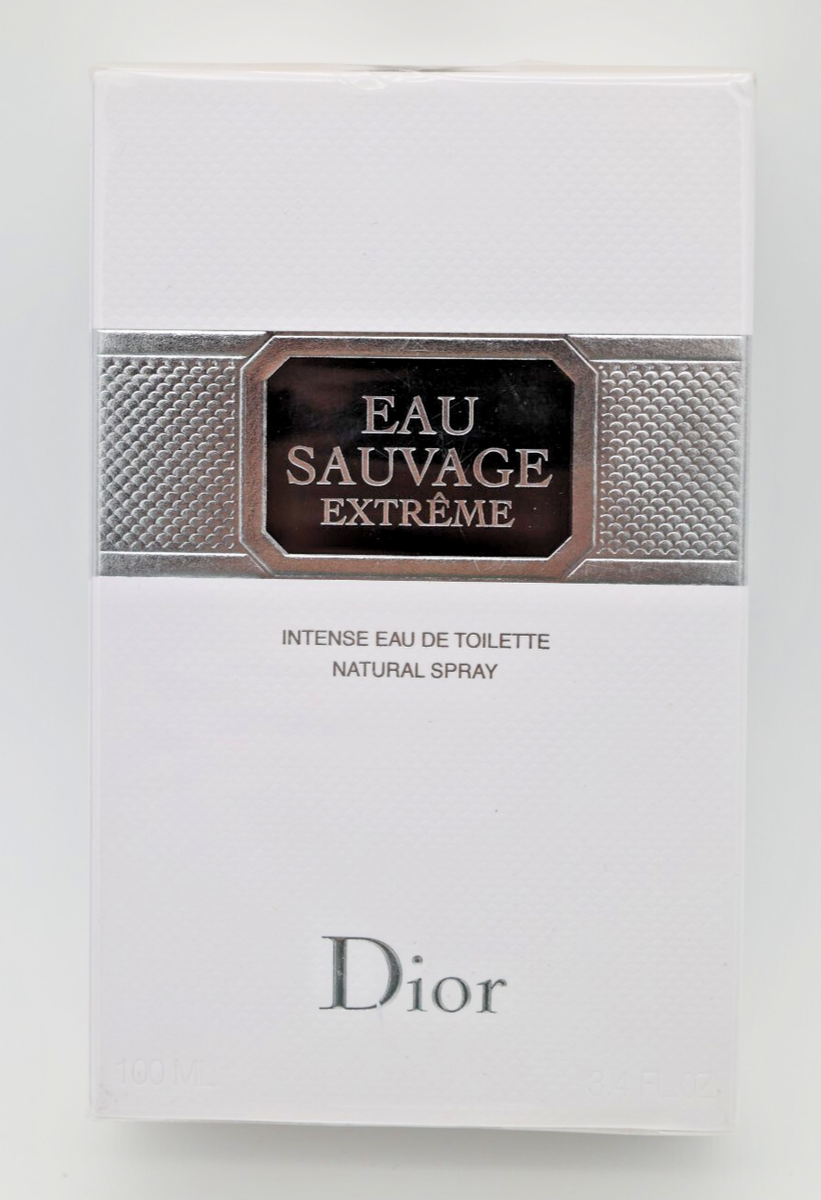 EAU
SAUVAGE
EXTRÊME
INTENSE EAU DE TOILETTE
NATURAL SPRAY
Dior
100 ML
3.4 FL.OZ